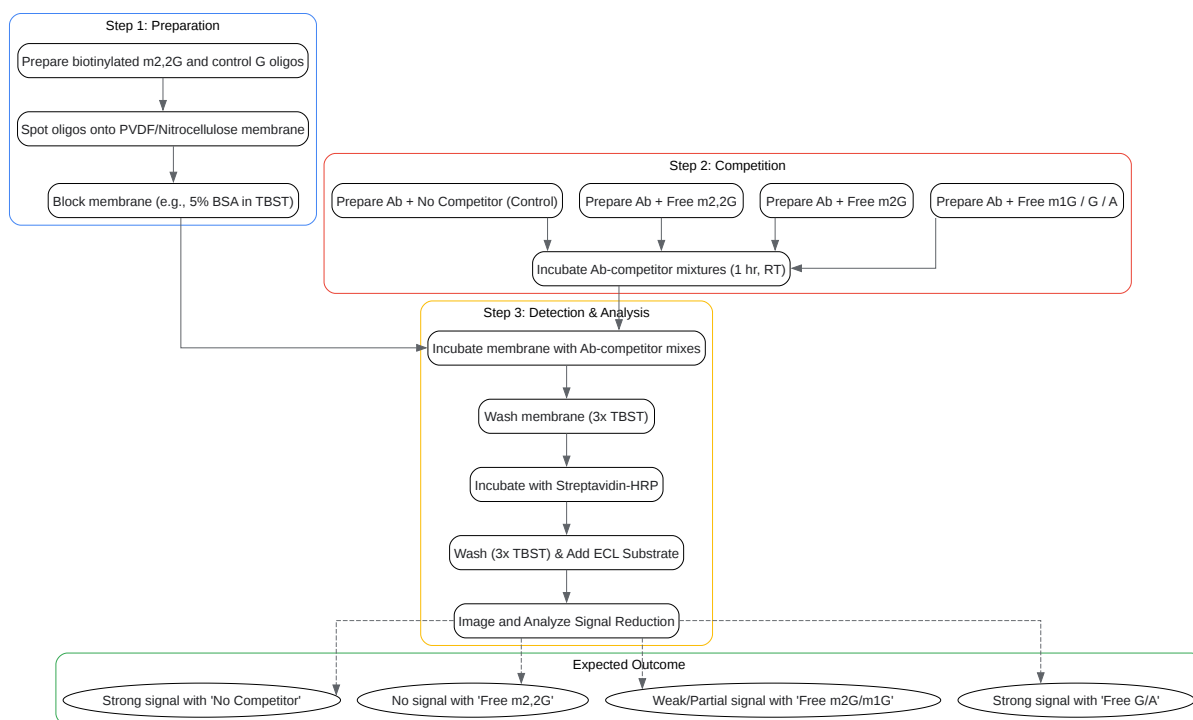 Step 1: Preparation
Prepare biotinylated m2,2G and control G oligos
Spot oligos onto PVDF/Nitrocellulose membrane
Block membrane (e.g., 5% BSA in TBST)
Step 2: Competition
Prepare Ab + No Competitor (Control)
Prepare Ab + Free m2,2G
Prepare Ab + Free m2G
Prepare Ab + Free m1G / G / A
Incubate Ab-competitor mixtures (1 hr, RT)
Step 3: Detection & Analysis
Incubate membrane with Ab-competitor mixes
Wash membrane (3x TBST)
Incubate with Streptavidin-HRP
Wash (3x TBST) & Add ECL Substrate
Image and Analyze Signal Reduction
Expected Outcome
Strong signal with 'No Competitor'
No signal with 'Free m2,2G'
Weak/Partial signal with 'Free m2G/m1G'
Strong signal with 'Free G/A'